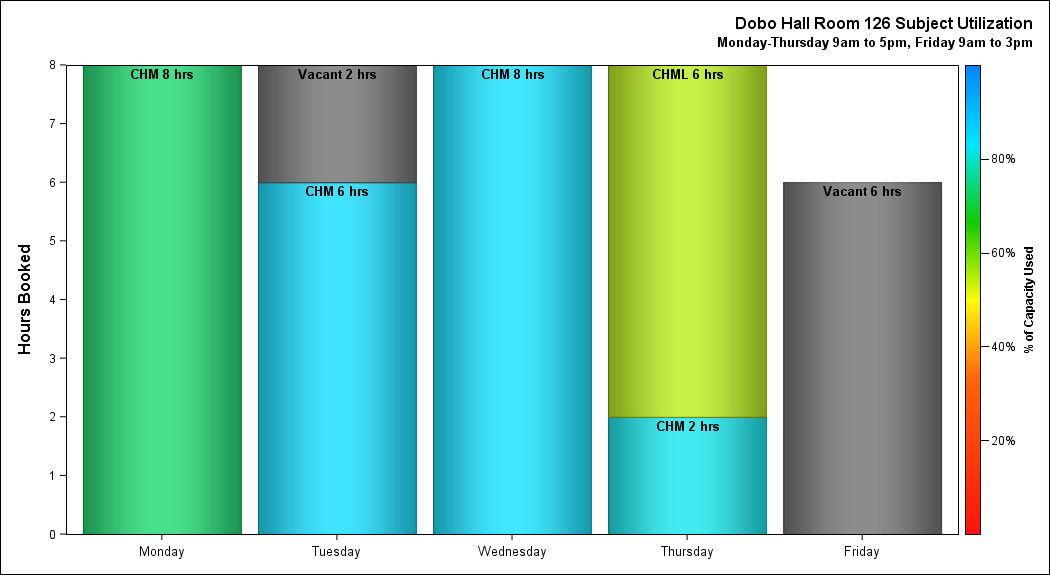 Dobo Hall Room 126 Subject Utilization
Monday-Thursday 9am to 5pm, Friday 9am to 3pm
Hours Booked
8
7
6
5
4
3
2
1
0
CHM 8 hrs
Vacant 2 hrs
CHM 6 hrs
CHM 8 hrs
CHML 6 hrs
CHM 2 hrs
Vacant 6 hrs
Monday
Tuesday
Wednesday
Thursday
Friday
80%
60%
40%
20%
% of Capacity Used